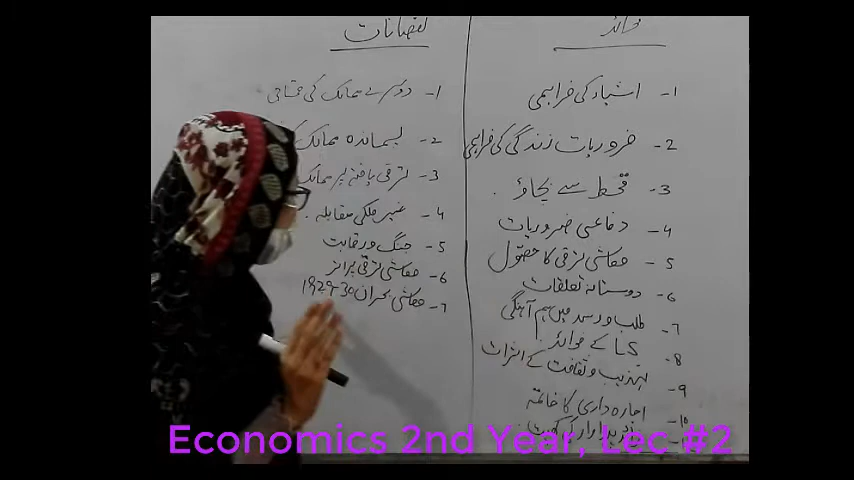 فوائد
1- اشیاء کی فراہمی
2- ضروریات زندگی کی فراہمی
3- قحط سے بچاؤ .
4- دفاعی ضروریات
5- معاشی ترقی کا حصول
6- دوستانہ تعلقات
7- طلب و رسد میں ہم آہنگی
8- LS کے فوائد
9- تہذیب و ثقافت کے اثرات
10- اجارہ داری کا خاتمہ
نقصانات
1- دوسرے ممالک کی محتاجی
2- پسماندہ ممالک
3- ترقی یافتہ پر ممالک
4- غیر ملکی مقابلہ .
5- جنگ و رقابت
6- معاشی ترقی پر اثر
7- معاشی بحران 1929-30
Economics 2nd Year, Lec #2